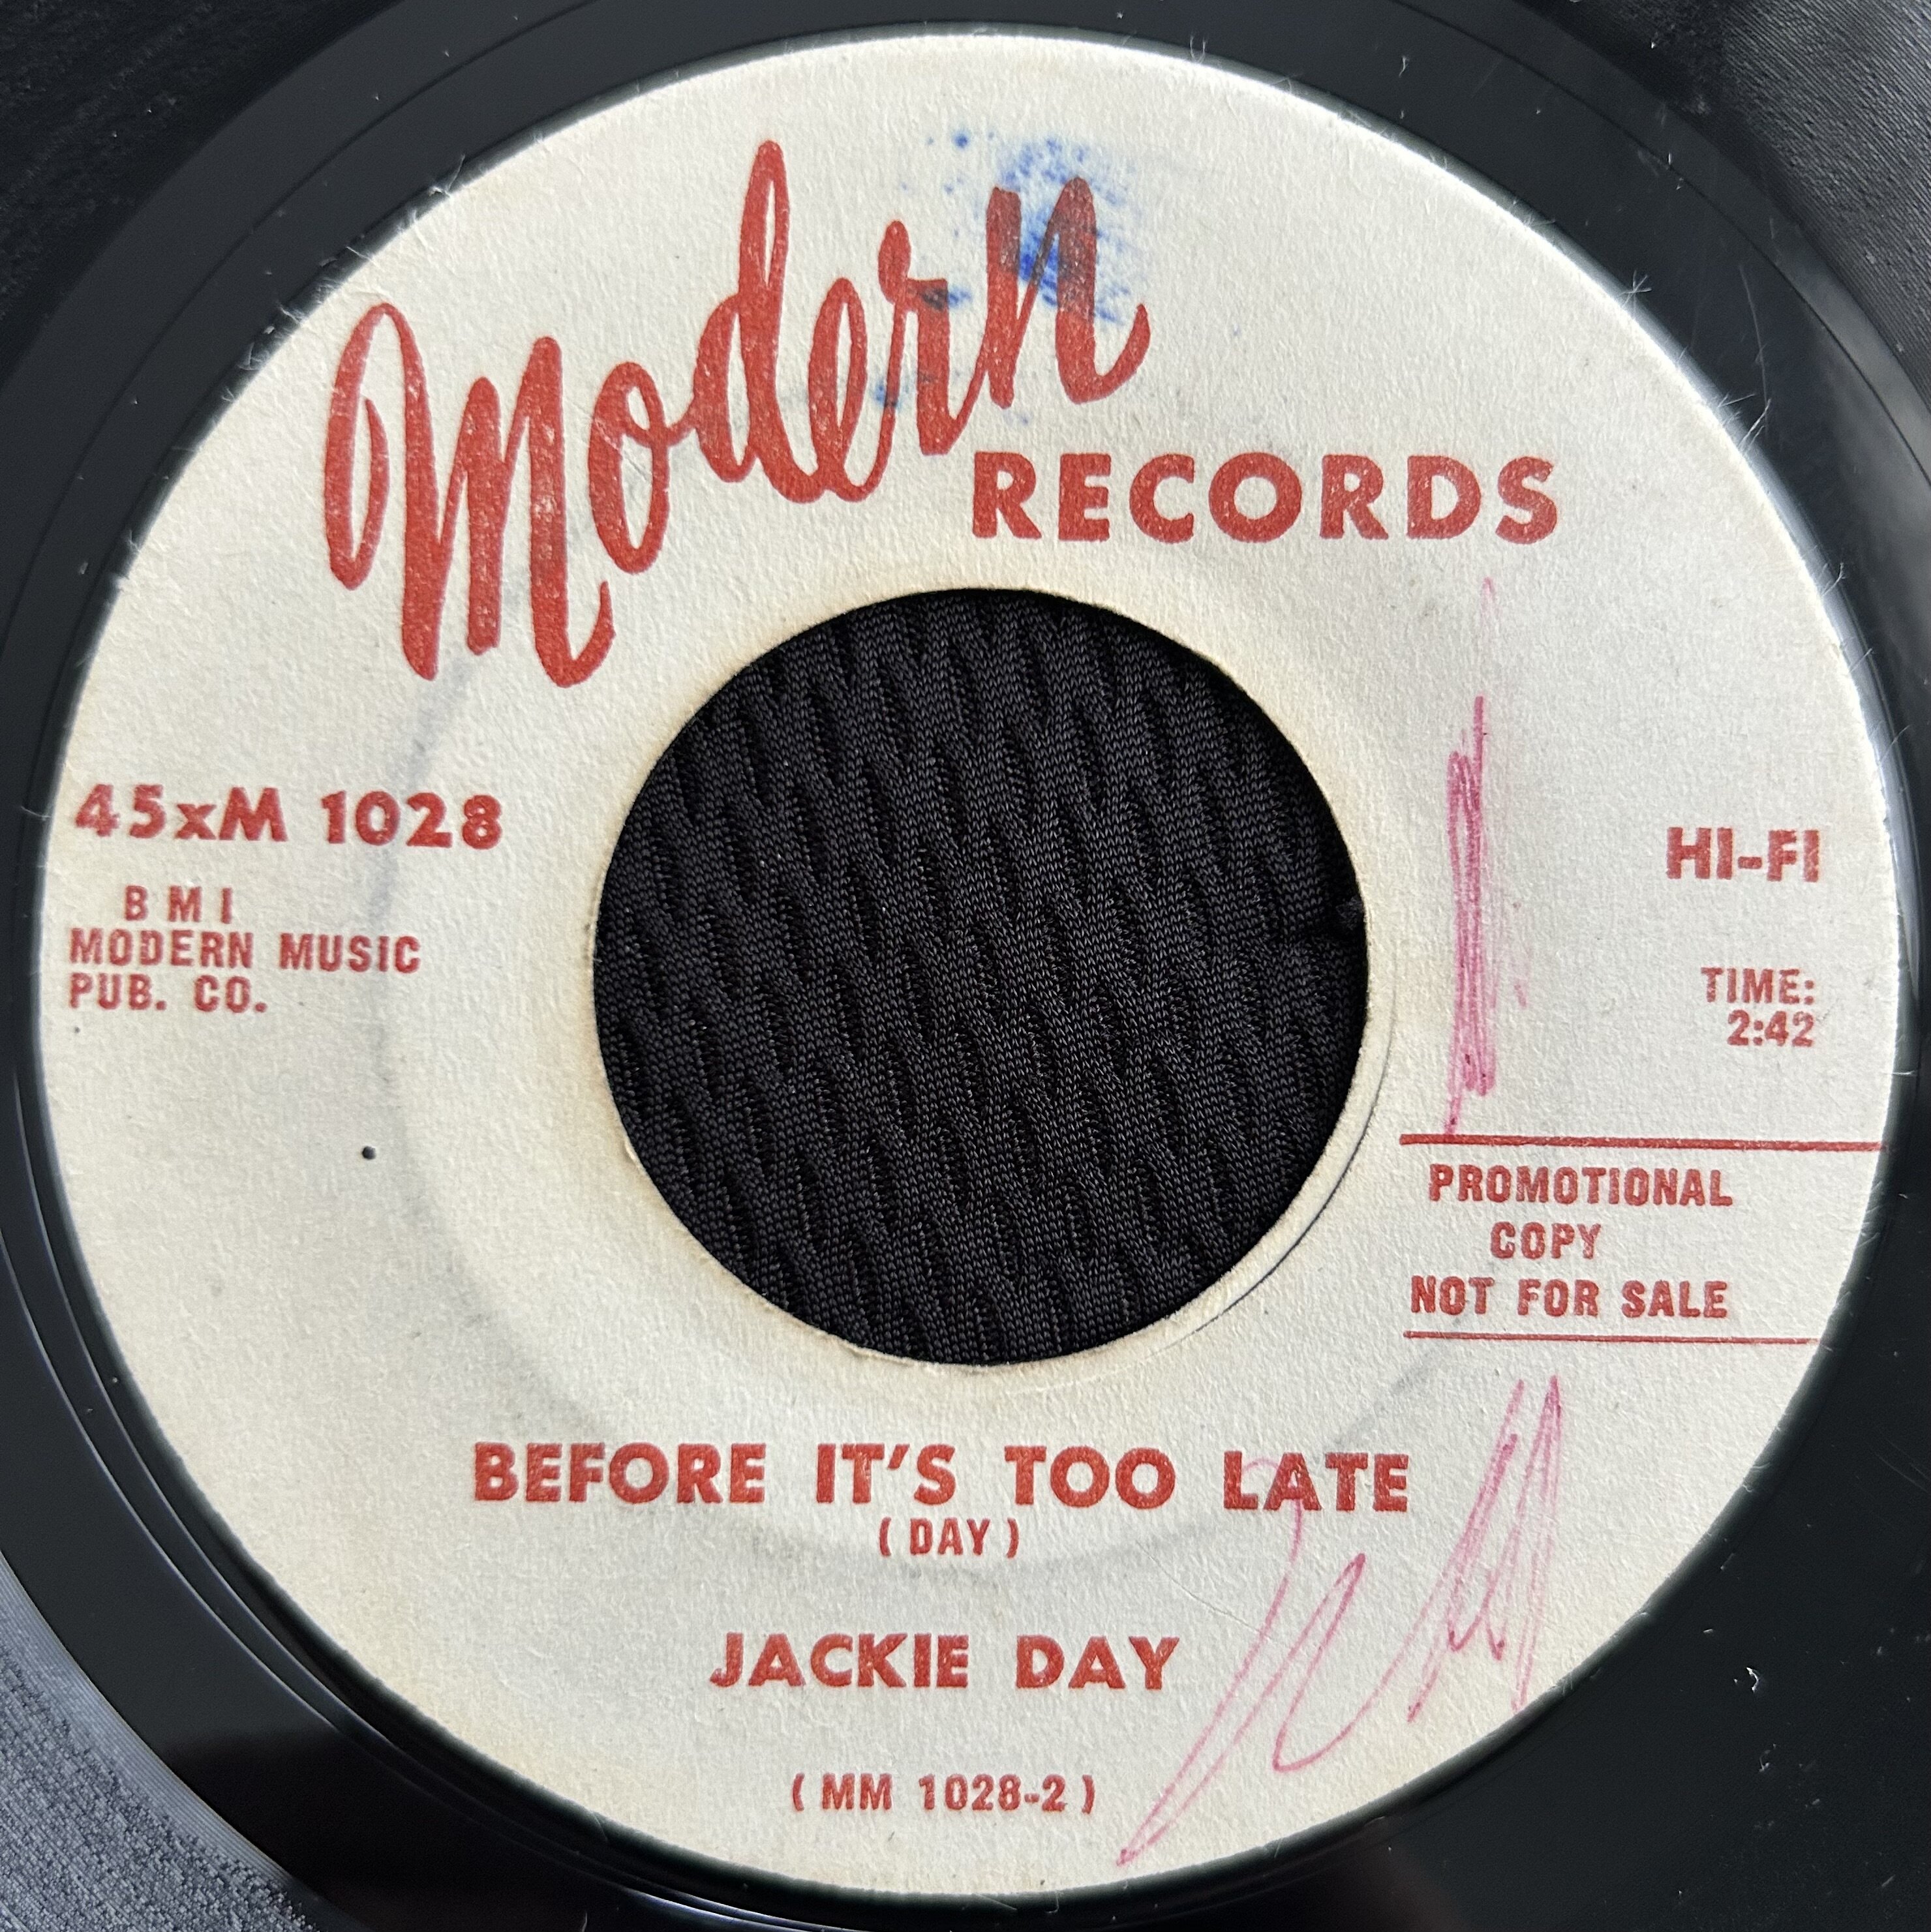 Modern
RECORDS
45xM 1028
BMI
MODERN MUSIC
PUB. CO.
HI-FI
TIME:
2:42
PROMOTIONAL
COPY
NOT FOR SALE
BEFORE IT'S TOO LATE
(DAY)
JACKIE DAY
(MM 1028-2)